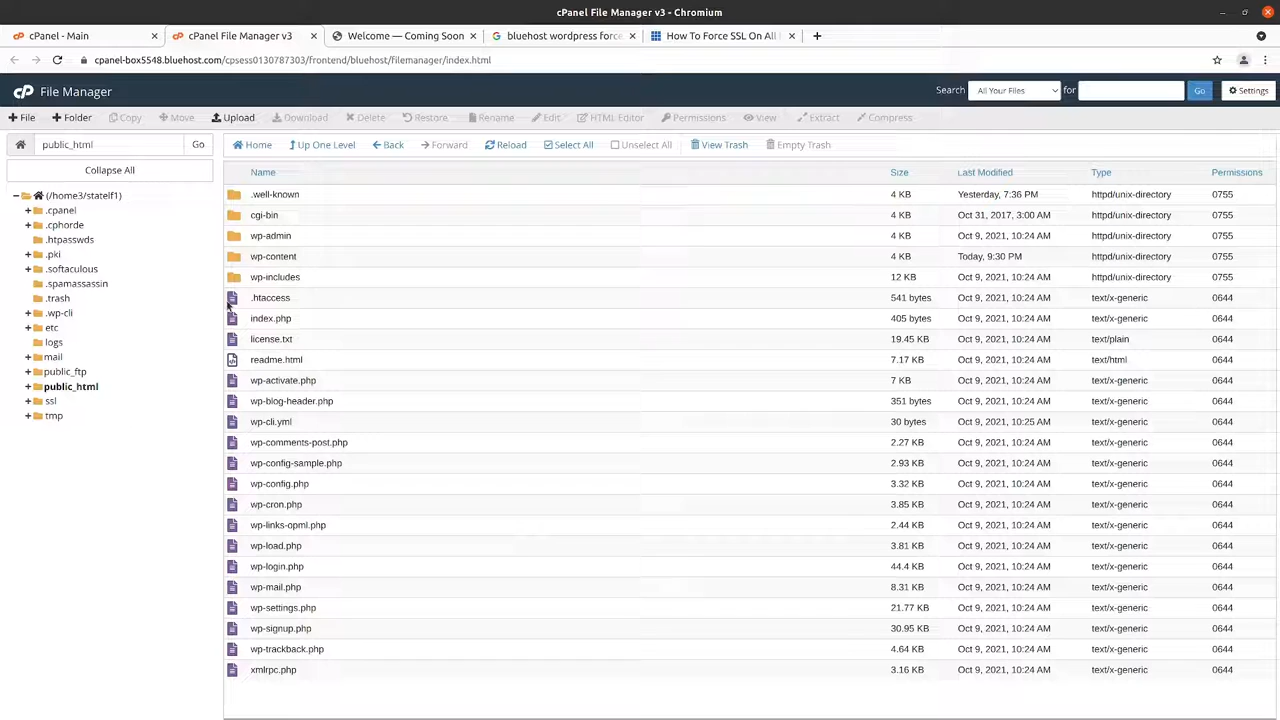 cPanel File Manager v3 - Chromium
cPanel - Main
cPanel File Manager v3
Welcome — Coming Soon
bluehost wordpress force
How To Force SSL On All
cpanel-box5548.bluehost.com/cpsess0130787303/frontend/bluehost/filemanager/index.html
cP File Manager Search All Your Files for Go Settings
File Folder Copy Move Upload Download Delete Restore Rename Edit HTML Editor Permissions View Extract Compress
public_html Go Home Up One Level Back Forward Reload Select All Unselect All View Trash Empty Trash
Collapse All
(/home3/statelf1)
.cpanel
.cphorde
.htpasswds
.pki
.softaculous
.spamassassin
.trash
.wp-cli
etc
logs
mail
public_ftp
public_html
ssl
tmp
Name Size Last Modified Type Permissions
.well-known 4 KB Yesterday, 7:36 PM httpd/unix-directory 0755
cgi-bin 4 KB Oct 31, 2017, 3:00 AM httpd/unix-directory 0755
wp-admin 4 KB Oct 9, 2021, 10:24 AM httpd/unix-directory 0755
wp-content 4 KB Today, 9:30 PM httpd/unix-directory 0755
wp-includes 12 KB Oct 9, 2021, 10:24 AM httpd/unix-directory 0755
.htaccess 541 bytes Oct 9, 2021, 10:24 AM text/x-generic 0644
index.php 405 bytes Oct 9, 2021, 10:24 AM text/x-generic 0644
license.txt 19.45 KB Oct 9, 2021, 10:24 AM text/plain 0644
readme.html 7.17 KB Oct 9, 2021, 10:24 AM text/html 0644
wp-activate.php 7 KB Oct 9, 2021, 10:24 AM text/x-generic 0644
wp-blog-header.php 351 bytes Oct 9, 2021, 10:24 AM text/x-generic 0644
wp-cli.yml 30 bytes Oct 9, 2021, 10:25 AM text/x-generic 0644
wp-comments-post.php 2.27 KB Oct 9, 2021, 10:24 AM text/x-generic 0644
wp-config-sample.php 2.93 KB Oct 9, 2021, 10:24 AM text/x-generic 0644
wp-config.php 3.32 KB Oct 9, 2021, 10:24 AM text/x-generic 0644
wp-cron.php 3.85 KB Oct 9, 2021, 10:24 AM text/x-generic 0644
wp-links-opml.php 2.44 KB Oct 9, 2021, 10:24 AM text/x-generic 0644
wp-load.php 3.81 KB Oct 9, 2021, 10:24 AM text/x-generic 0644
wp-login.php 44.4 KB Oct 9, 2021, 10:24 AM text/x-generic 0644
wp-mail.php 8.31 KB Oct 9, 2021, 10:24 AM text/x-generic 0644
wp-settings.php 21.77 KB Oct 9, 2021, 10:24 AM text/x-generic 0644
wp-signup.php 30.95 KB Oct 9, 2021, 10:24 AM text/x-generic 0644
wp-trackback.php 4.64 KB Oct 9, 2021, 10:24 AM text/x-generic 0644
xmlrpc.php 3.16 KB Oct 9, 2021, 10:24 AM text/x-generic 0644